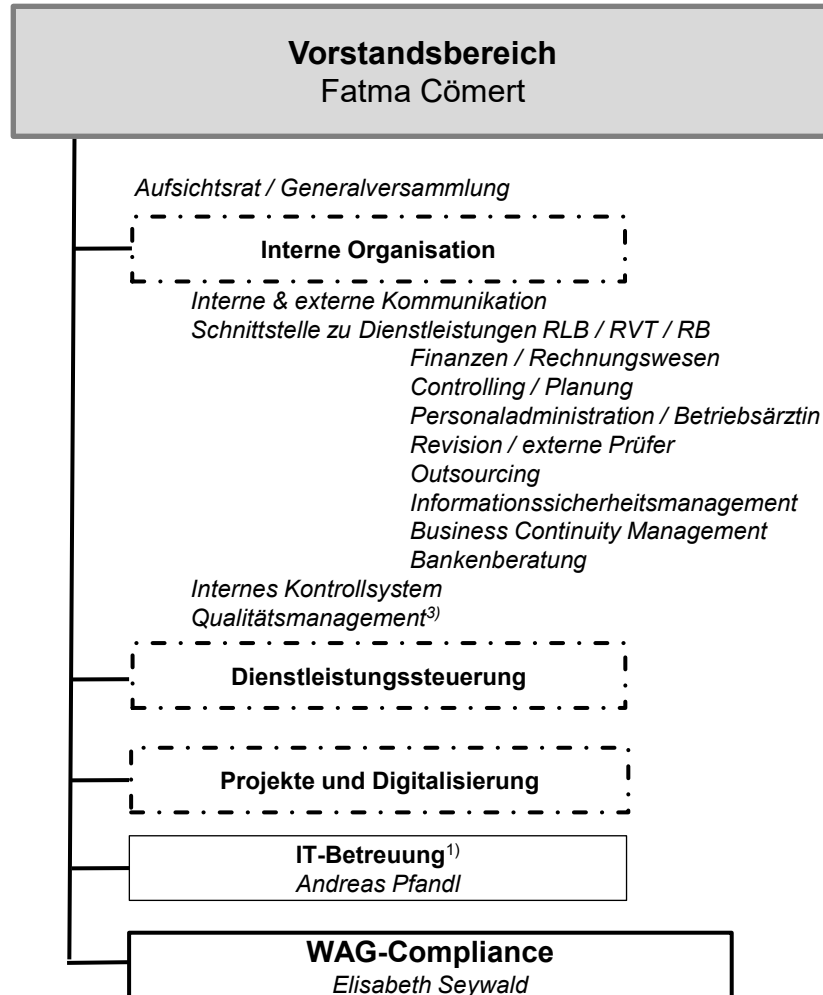 Vorstandsbereich
Fatma Cömert
Aufsichtsrat / Generalversammlung
Interne Organisation
Interne & externe Kommunikation
Schnittstelle zu Dienstleistungen RLB / RVT / RB
Finanzen / Rechnungswesen
Controlling / Planung
Personaladministration / Betriebsärztin
Revision / externe Prüfer
Outsourcing
Informationssicherheitsmanagement
Business Continuity Management
Bankenberatung
Internes Kontrollsystem
Qualitätsmanagement3)
Dienstleistungssteuerung
Projekte und Digitalisierung
IT-Betreuung1)
Andreas Pfandl
WAG-Compliance
Elisabeth Seywald